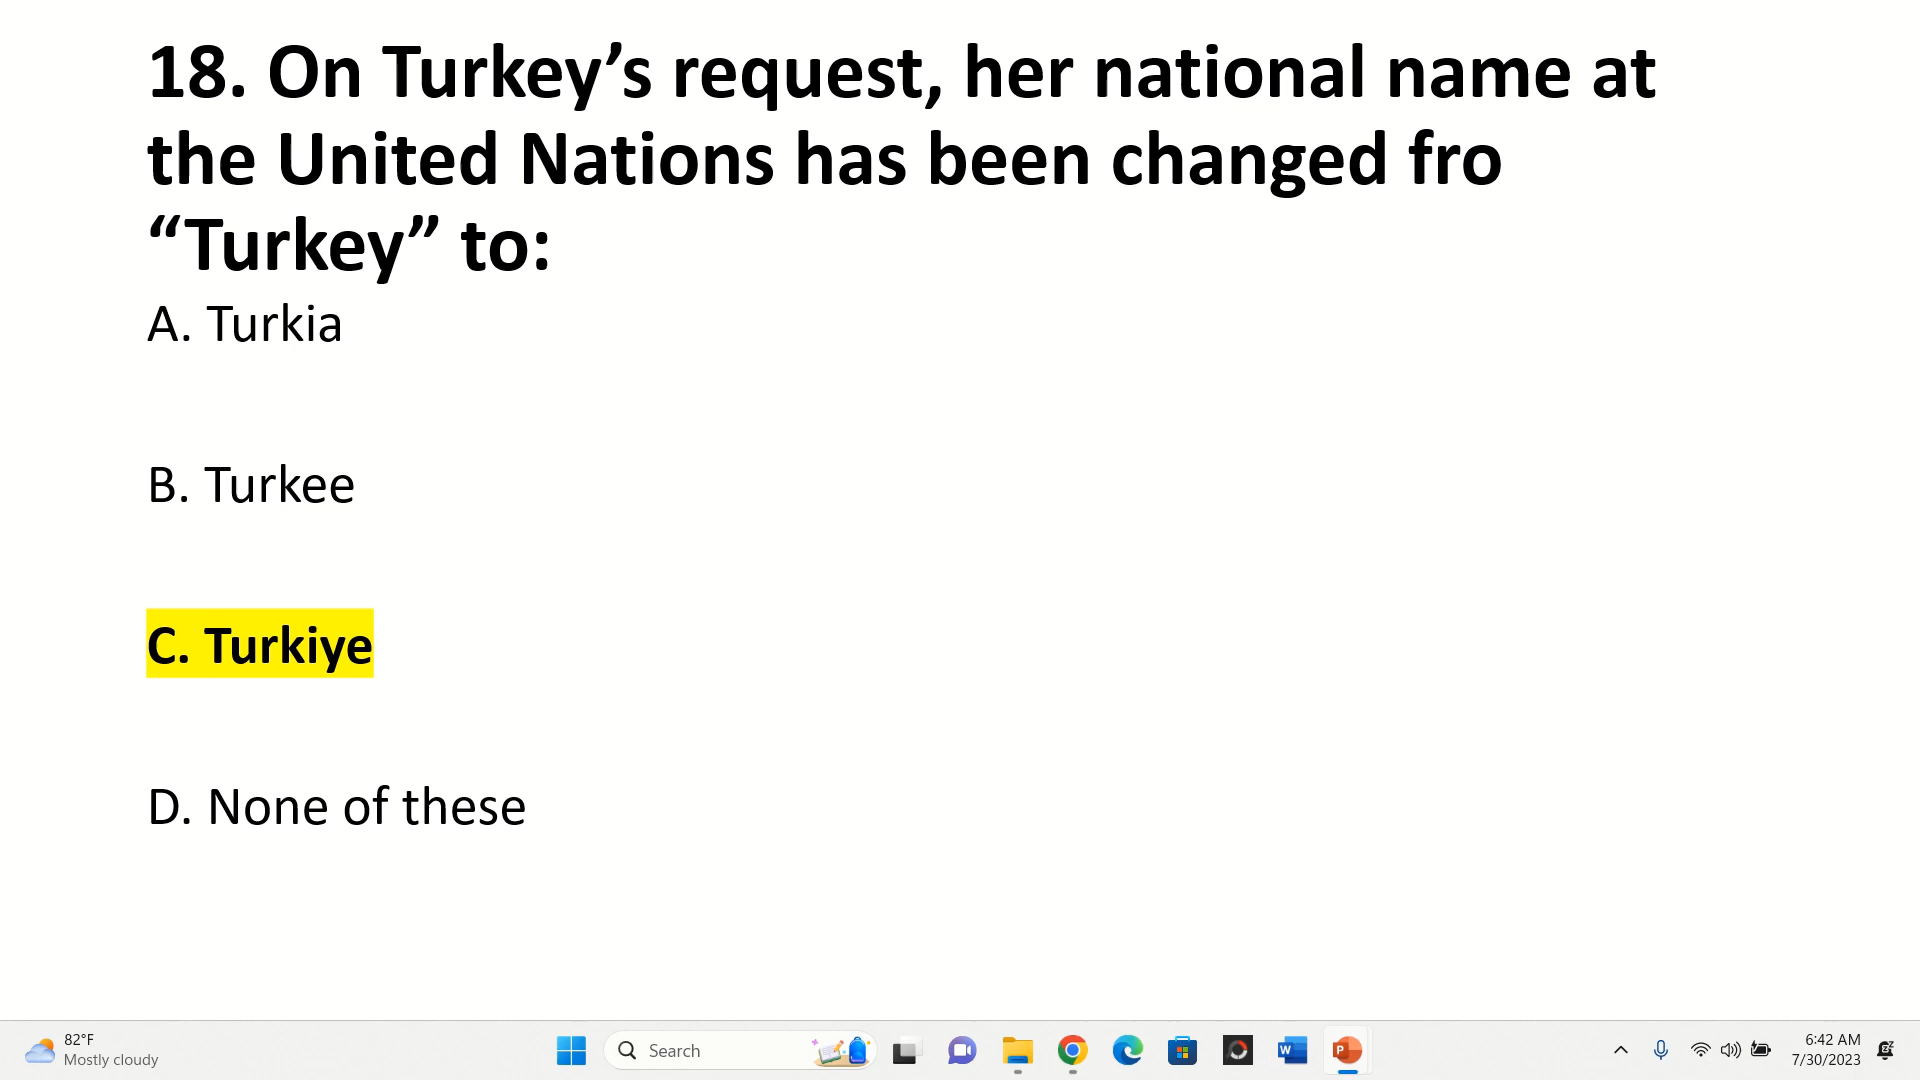 18. On Turkey’s request, her national name at
the United Nations has been changed fro
“Turkey” to:
A. Turkia
B. Turkee
C. Turkiye
D. None of these
82°F
Mostly cloudy
Search
6:42 AM
7/30/2023